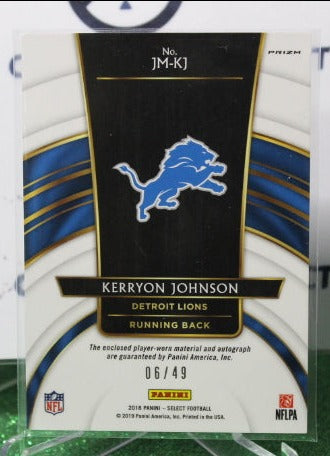 No.
JM-KJ
PRIZM
KERRYON JOHNSON
DETROIT LIONS
RUNNING BACK
The enclosed player-worn material and autograph
are guaranteed by Panini America, Inc.
06/49
PANINI
NFL
NFLPA
2018 PANINI - SELECT FOOTBALL
© 2019 Panini America, Inc. Printed in the USA.